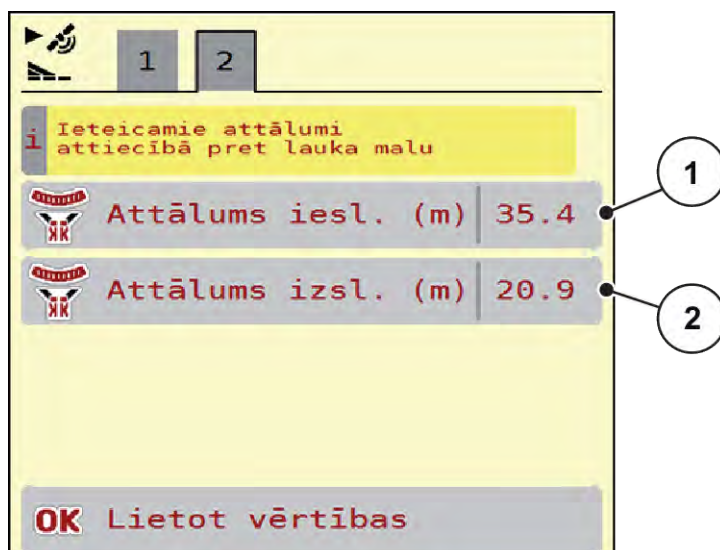 1 2
i Ieteicamie attālumi
attiecībā pret lauka malu
Attālums iesl. (m) 35.4
1
Attālums izsl. (m) 20.9
2
OK Lietot vērtības